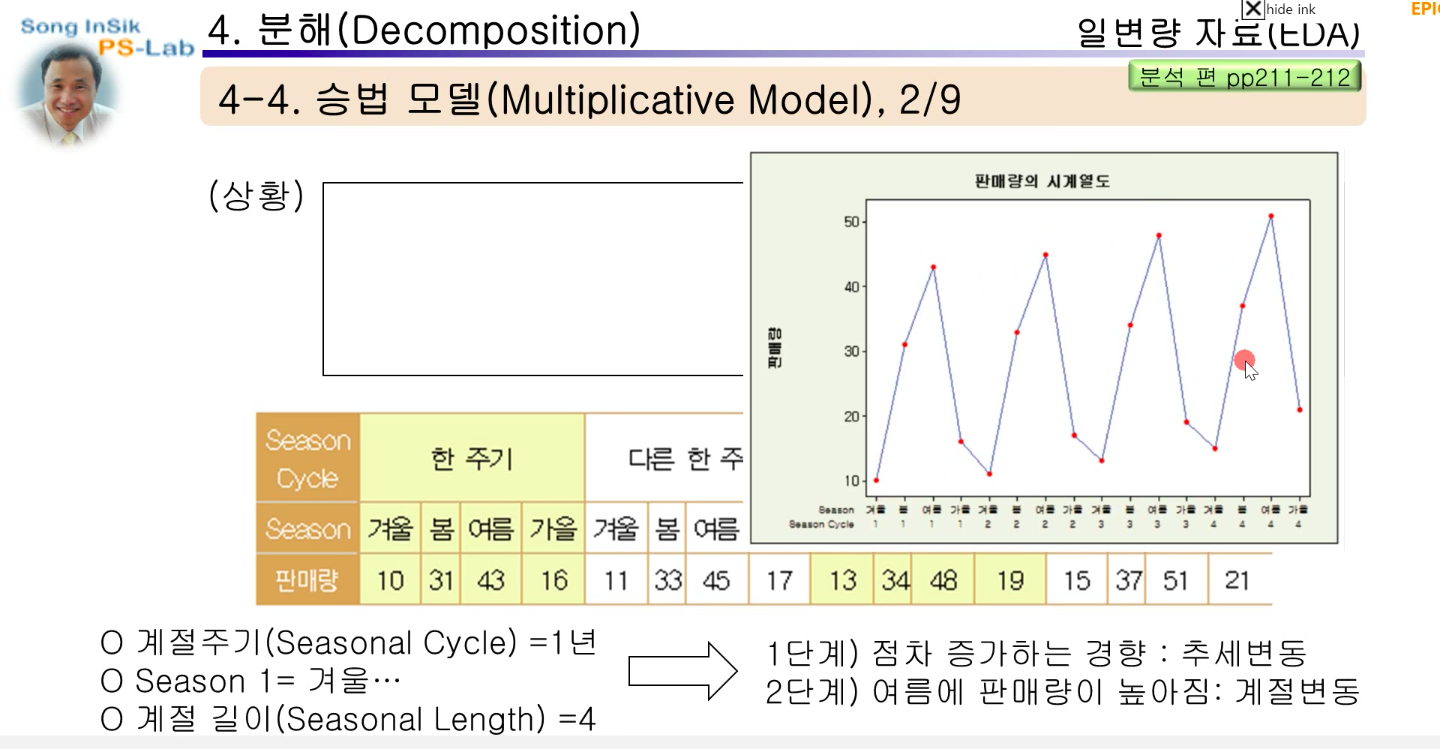 Song InSik
PS-Lab
4. 분해(Decomposition)
일변량 자료(EDA)
hide ink
분석 편 pp211-212
4-4. 승법 모델(Multiplicative Model), 2/9
(상황)
판매량의 시계열도
50
40
30
20
10
판매량
Season 겨울 봄 여름 가을 겨울 봄 여름 가을 겨울 봄 여름 가을 겨울 봄 여름 가을
Season Cycle 1 1 1 1 2 2 2 2 3 3 3 3 4 4 4 4
Season Cycle 한 주기 다른 한 주
Season 겨울 봄 여름 가을 겨울 봄 여름
판매량 10 31 43 16 11 33 45 17 13 34 48 19 15 37 51 21
O 계절주기(Seasonal Cycle) =1년
O Season 1= 겨울…
O 계절 길이(Seasonal Length) =4
1단계) 점차 증가하는 경향 : 추세변동
2단계) 여름에 판매량이 높아짐: 계절변동